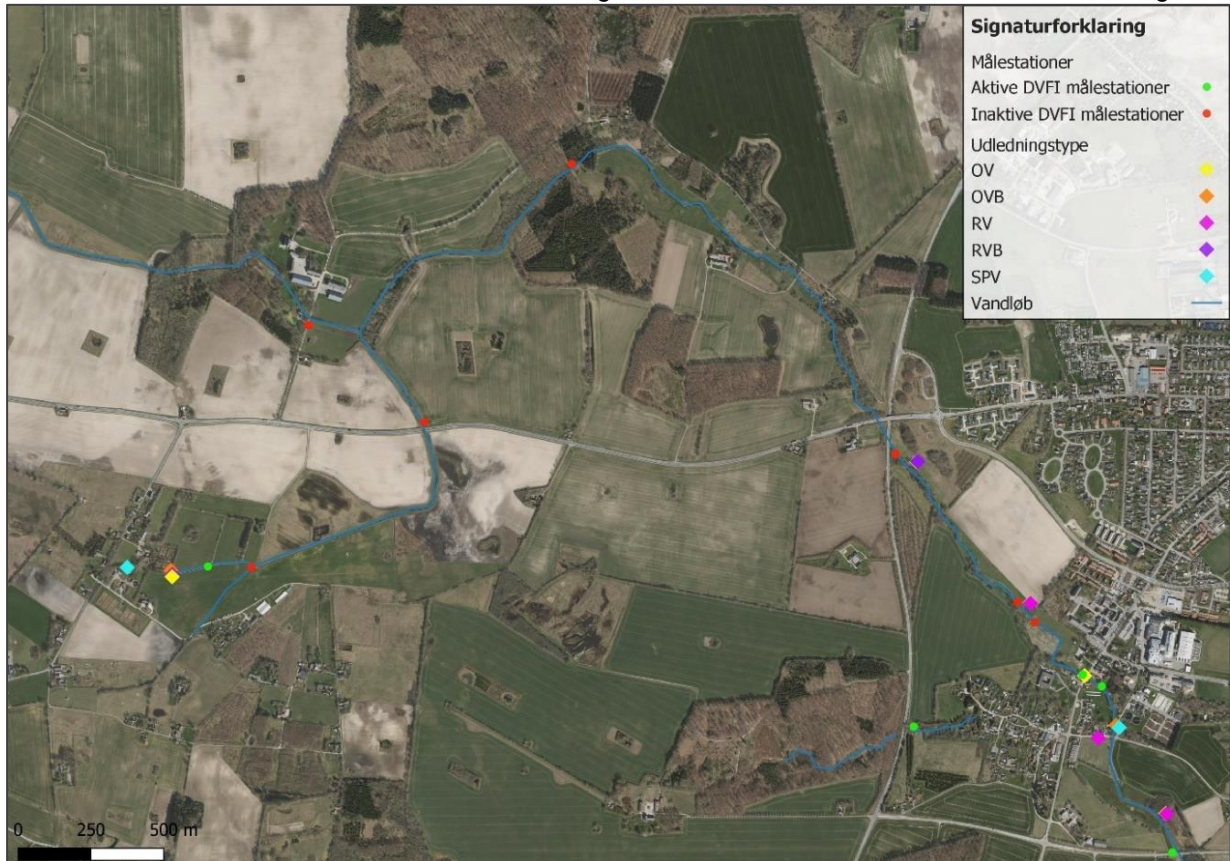 Signaturforklaring
Målestationer
Aktive DVFI målestationer
Inaktive DVFI målestationer
Udledningstype
OV
OVB
RV
RVB
SPV
Vandløb
0 250 500 m